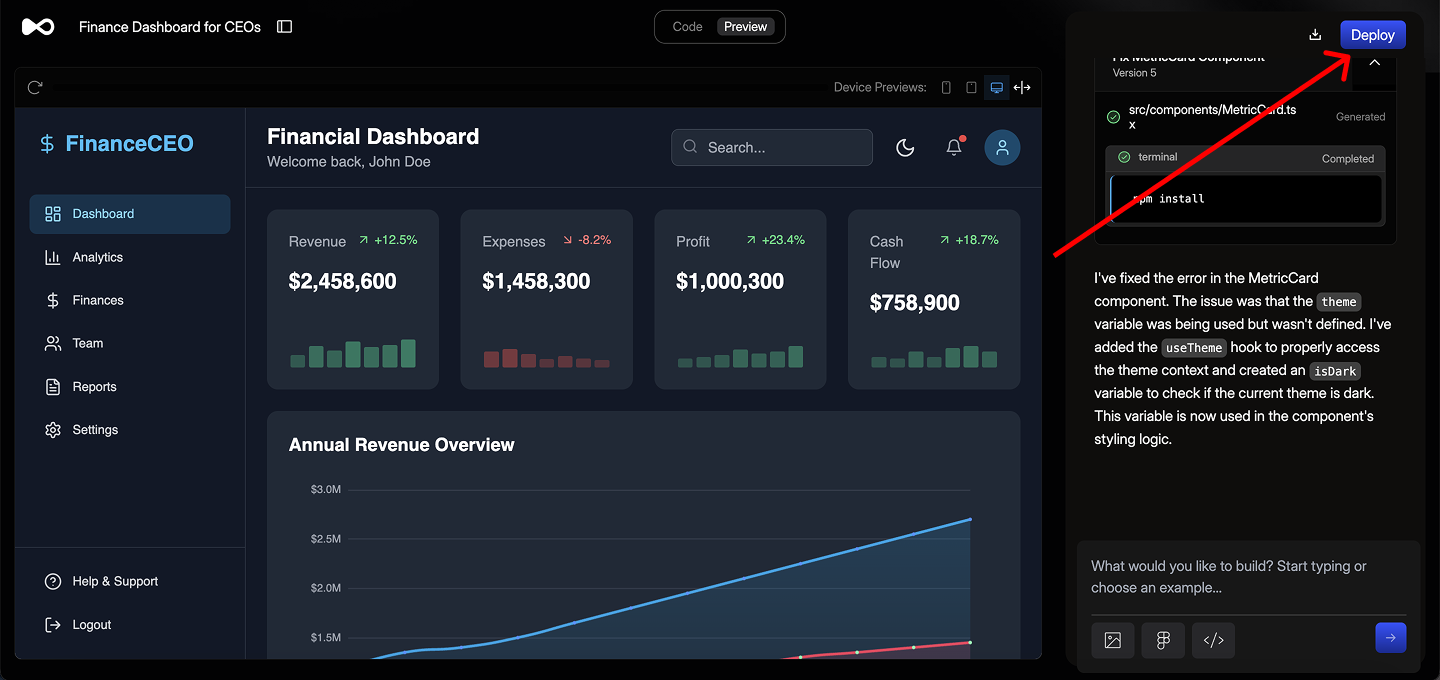 Finance Dashboard for CEOs
Code Preview
Deploy
Device Previews:
$ FinanceCEO
Dashboard
Analytics
Finances
Team
Reports
Settings
Help & Support
Logout
Financial Dashboard
Welcome back, John Doe
Search...
Revenue +12.5%
$2,458,600
Expenses -8.2%
$1,458,300
Profit +23.4%
$1,000,300
Cash +18.7%
Flow
$758,900
Annual Revenue Overview
$3.0M
$2.5M
$2.0M
$1.5M
Fix MetricCard Component
Version 5
src/components/MetricCard.ts
x
Generated
terminal Completed
npm install
I've fixed the error in the MetricCard
component. The issue was that the theme
variable was being used but wasn't defined. I've
added the useTheme hook to properly access
the theme context and created an isDark
variable to check if the current theme is dark.
This variable is now used in the component's
styling logic.
What would you like to build? Start typing or
choose an example...